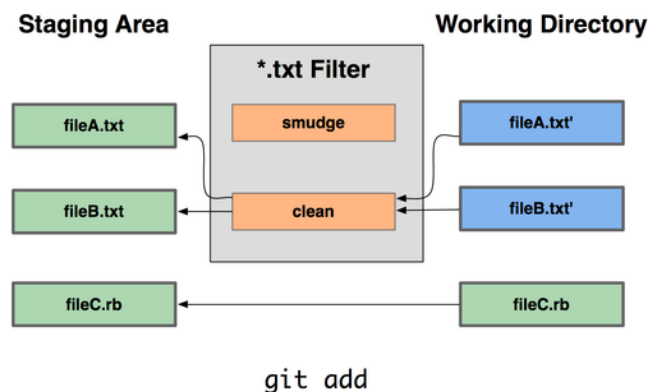 Staging Area
Working Directory
*.txt Filter
fileA.txt
smudge
fileA.txt'
fileB.txt
clean
fileB.txt'
fileC.rb
fileC.rb
git add